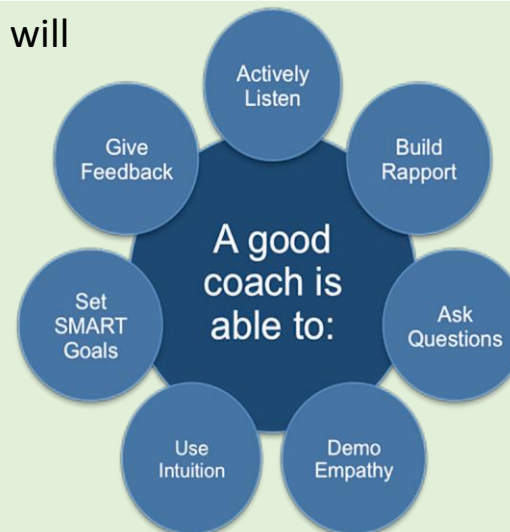 will
Actively
Listen
Build
Rapport
Ask
Questions
Demo
Empathy
Use
Intuition
Set
SMART
Goals
Give
Feedback
A good
coach is
able to: